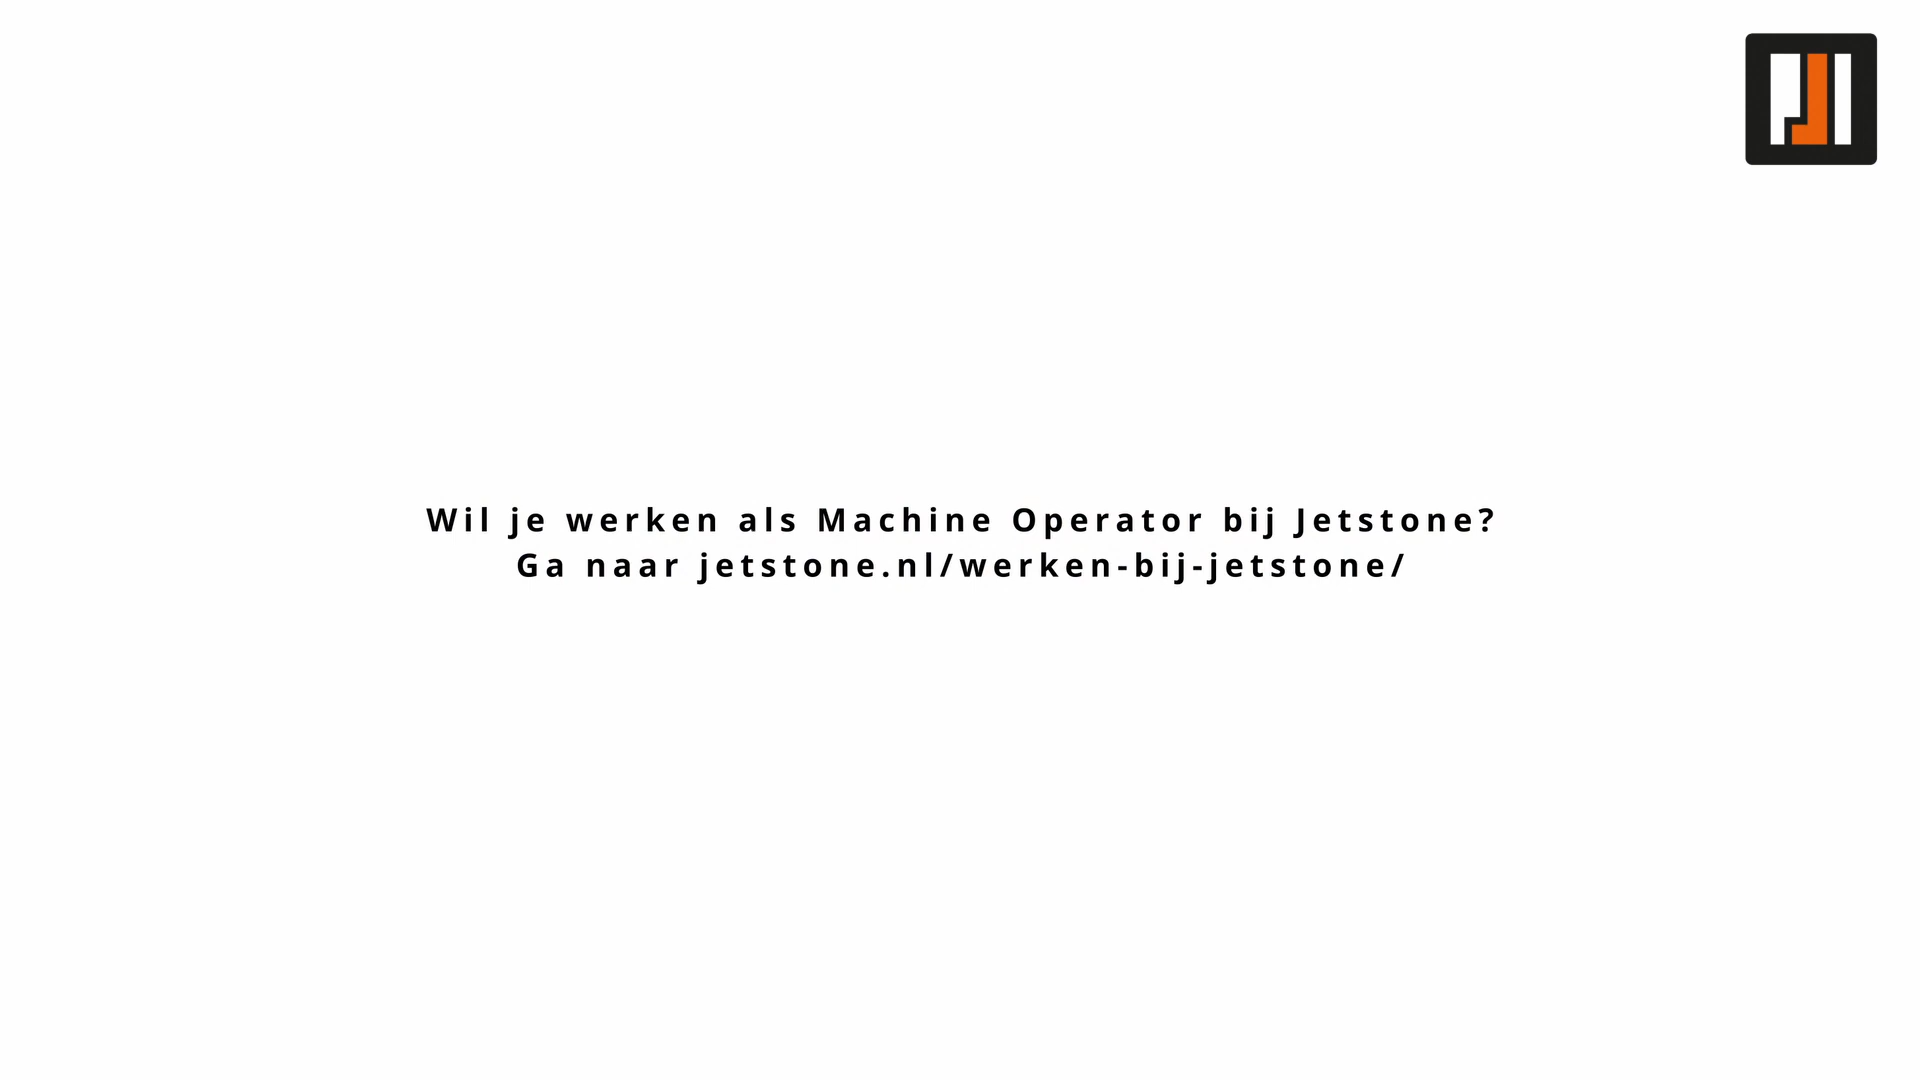 Wil je werken als Machine Operator bij Jetstone?
Ga naar jetstone.nl/werken-bij-jetstone/